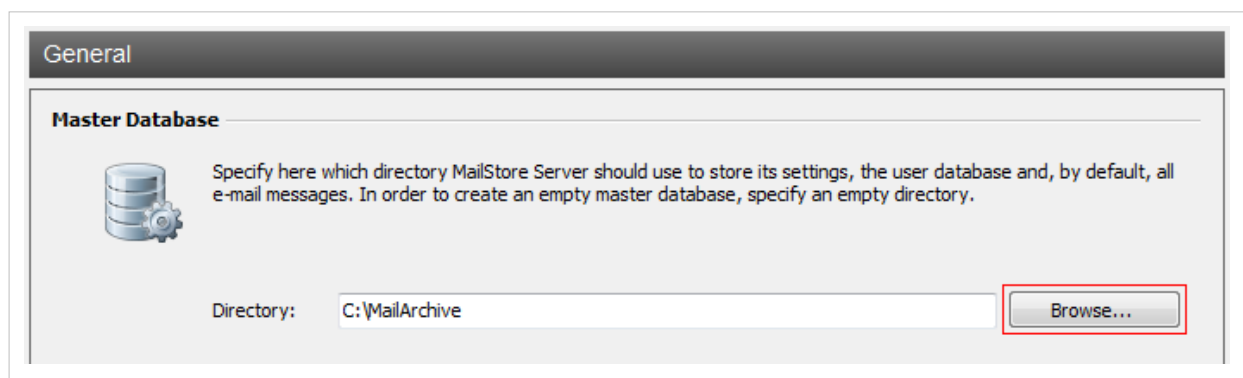 General
Master Database
Specify here which directory MailStore Server should use to store its settings, the user database and, by default, all
e-mail messages. In order to create an empty master database, specify an empty directory.
Directory: C:\MailArchive Browse...